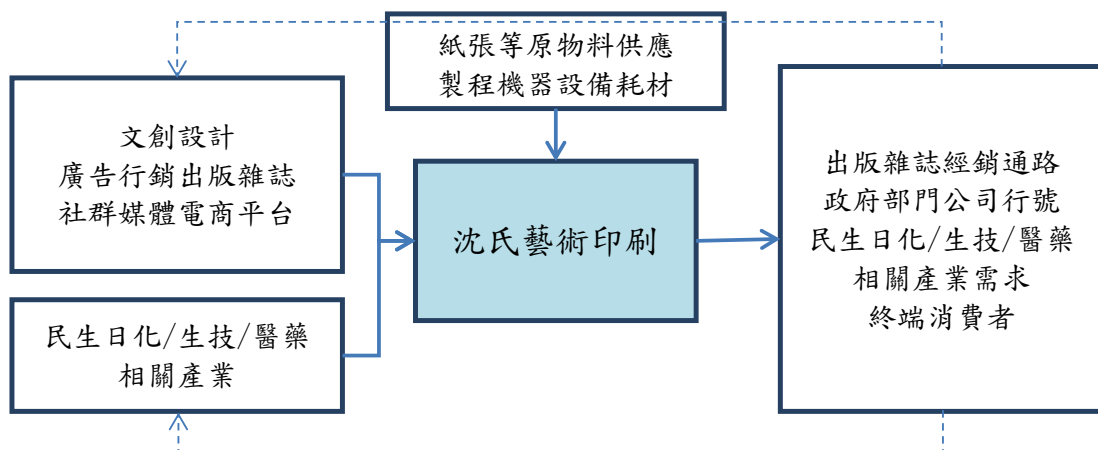 紙張等原物料供應
製程機器設備耗材
文創設計
廣告行銷出版雜誌
社群媒體電商平台
沈氏藝術印刷
出版雜誌經銷通路
政府部門公司行號
民生日化/生技/醫藥
相關產業需求
終端消費者
民生日化/生技/醫藥
相關產業